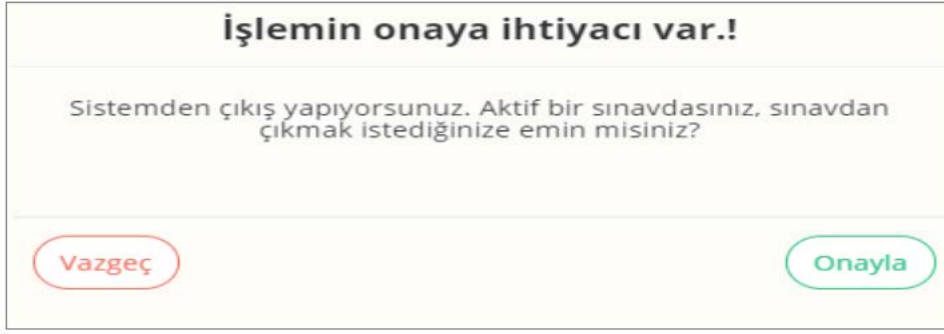 İşlemin onaya ihtiyacı var.!
Sistemden çıkış yapıyorsunuz. Aktif bir sınavdasınız, sınavdan
çıkmak istediğinize emin misiniz?
Vazgeç
Onayla